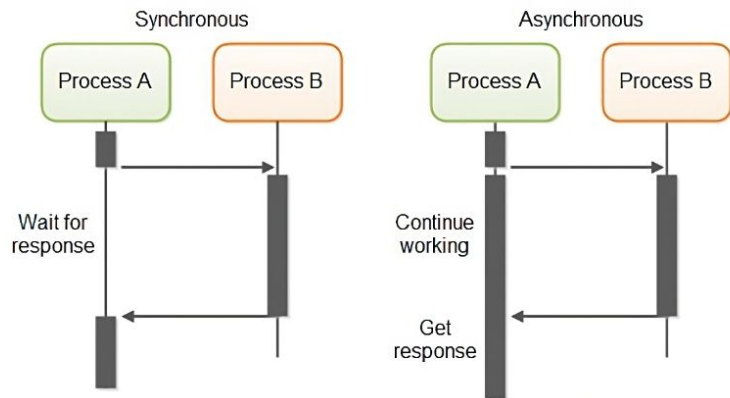 Synchronous
Asynchronous
Process A
Process B
Process A
Process B
Wait for
response
Continue
working
Get
response